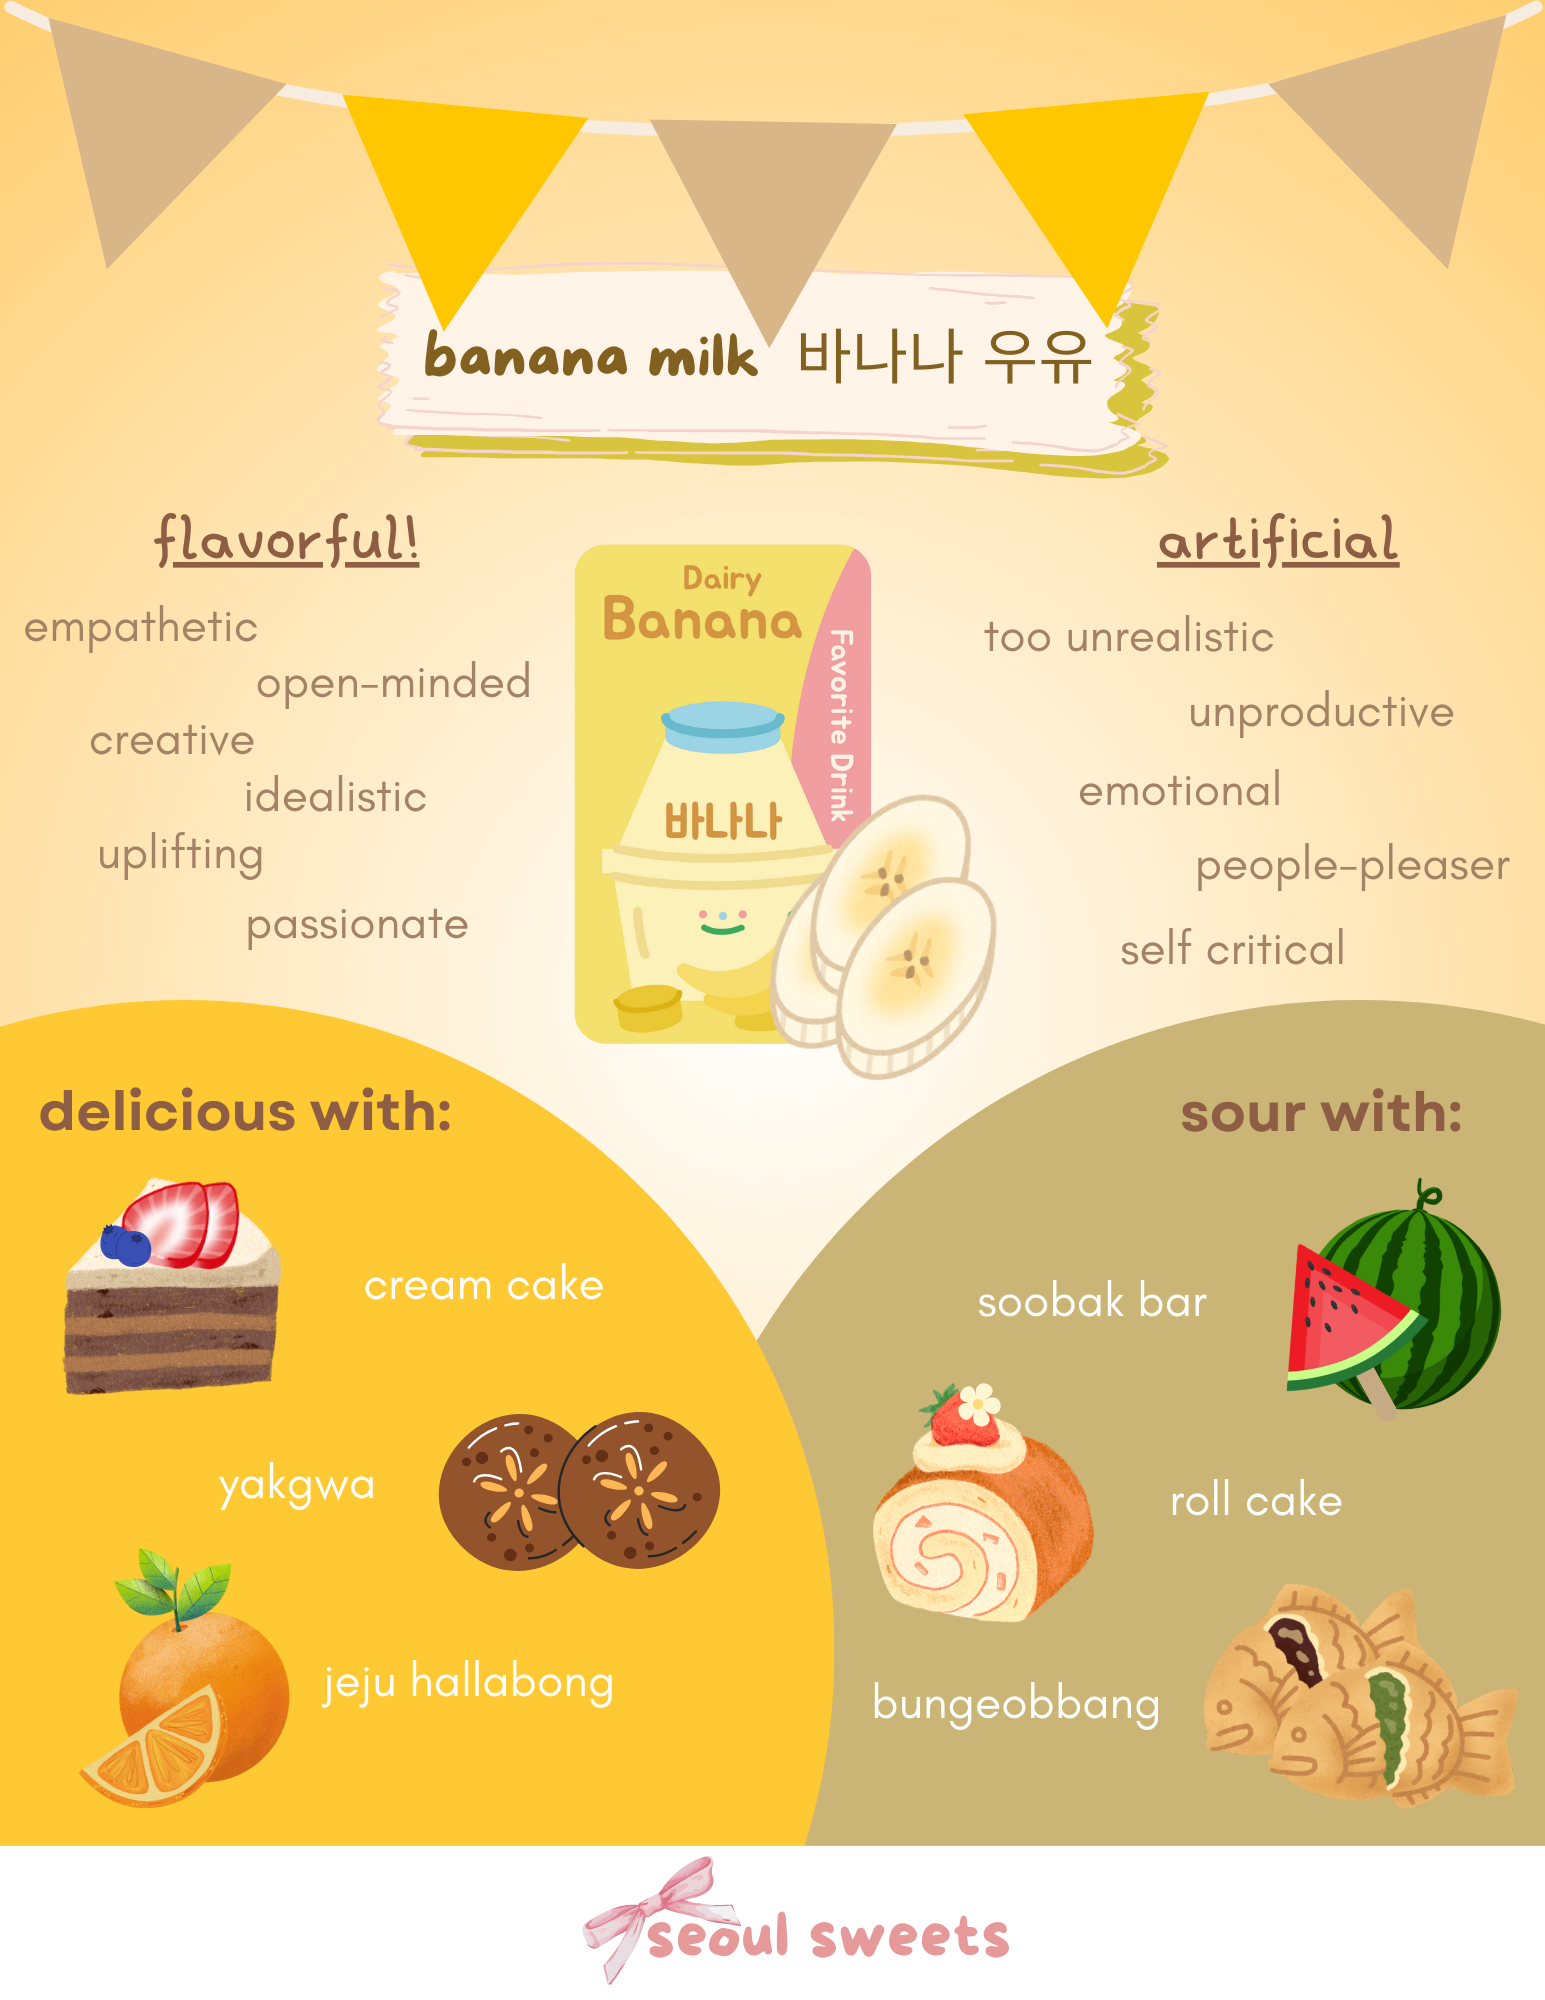 banana milk 바나나 우유
flavorful!
empathetic
open-minded
creative
idealistic
uplifting
passionate
Dairy
Banana
Favorite Drink
바나나
artificial
too unrealistic
unproductive
emotional
people-pleaser
self critical
delicious with:
cream cake
yakgwa
jeju hallabong
sour with:
soobak bar
roll cake
bungeobbang
seoul sweets